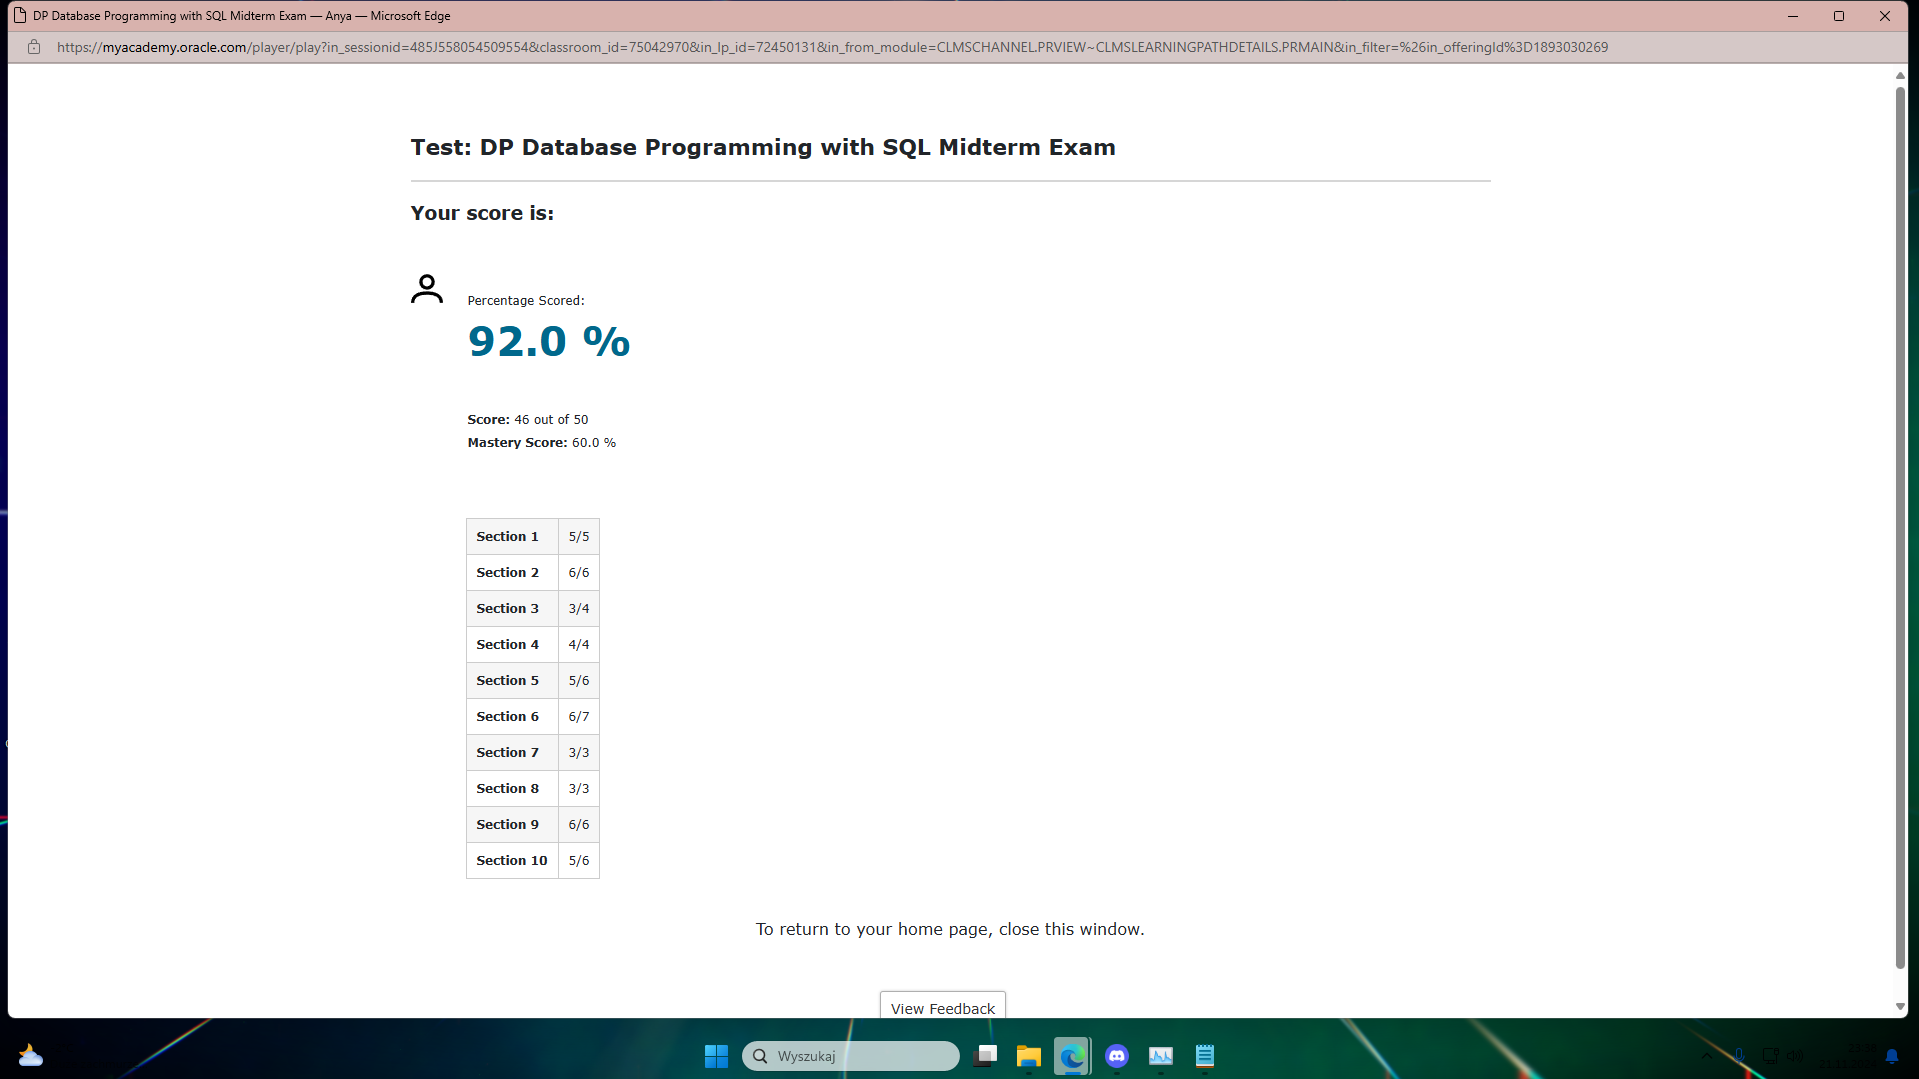 DP Database Programming with SQL Midterm Exam — Anya — Microsoft Edge
https://myacademy.oracle.com/player/play?in_sessionid=485J558054509554&classroom_id=75042970&in_lp_id=72450131&in_from_module=CLMSCHANNEL.PRVIEW~CLMSLEARNINGPATHDETAILS.PRMAIN&in_filter=%26in_offeringId%3D1893030269
Test: DP Database Programming with SQL Midterm Exam
Your score is:
Percentage Scored:
92.0 %
Score: 46 out of 50
Mastery Score: 60.0 %
Section 1 5/5
Section 2 6/6
Section 3 3/4
Section 4 4/4
Section 5 5/6
Section 6 6/7
Section 7 3/3
Section 8 3/3
Section 9 6/6
Section 10 5/6
To return to your home page, close this window.
View Feedback
Wyszukaj